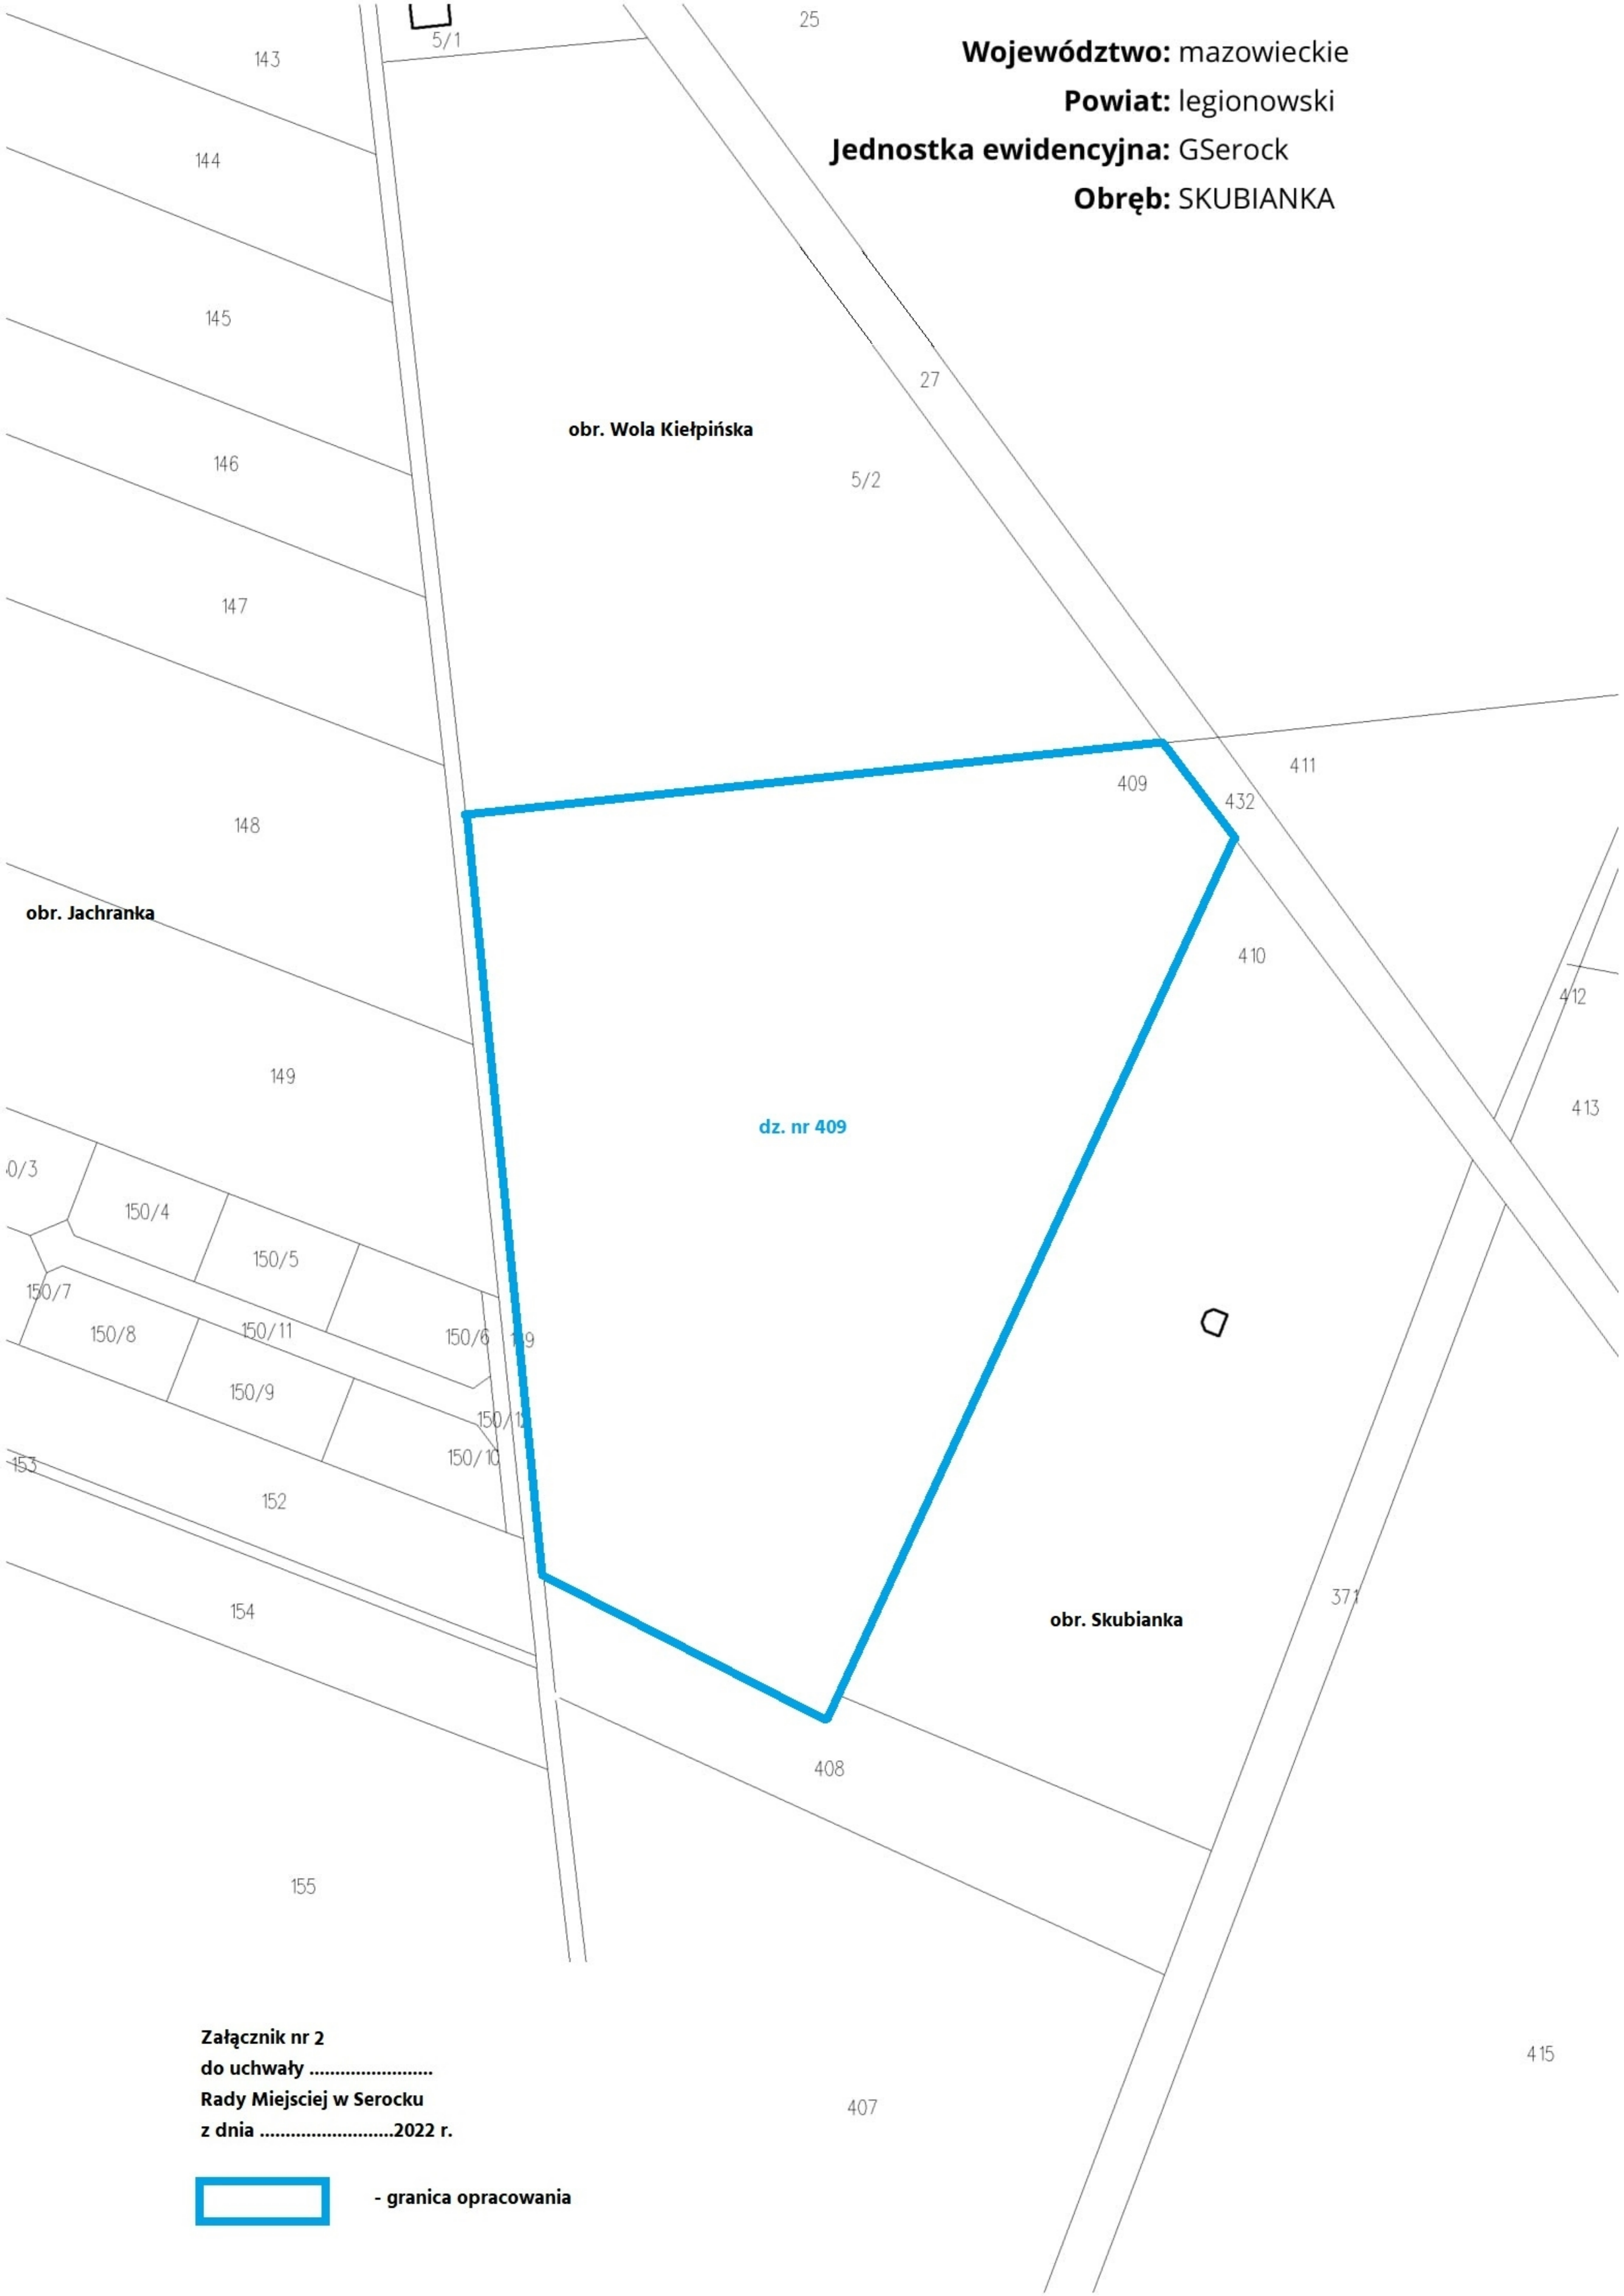 25
Województwo: mazowieckie
Powiat: legionowski
Jednostka ewidencyjna: GSerock
Obręb: SKUBIANKA
5/1
143
144
145
27
obr. Wola Kiełpińska
146
5/2
147
411
409
432
148
obr. Jachranka
410
412
149
413
dz. nr 409
0/3
150/4
150/5
150/7
150/11
150/8
150/6
150/9
150/10
153
152
371
154
obr. Skubianka
408
155
Załącznik nr 2
do uchwały ........................
Rady Miejsciej w Serocku
z dnia ..........................2022 r.
415
407
- granica opracowania